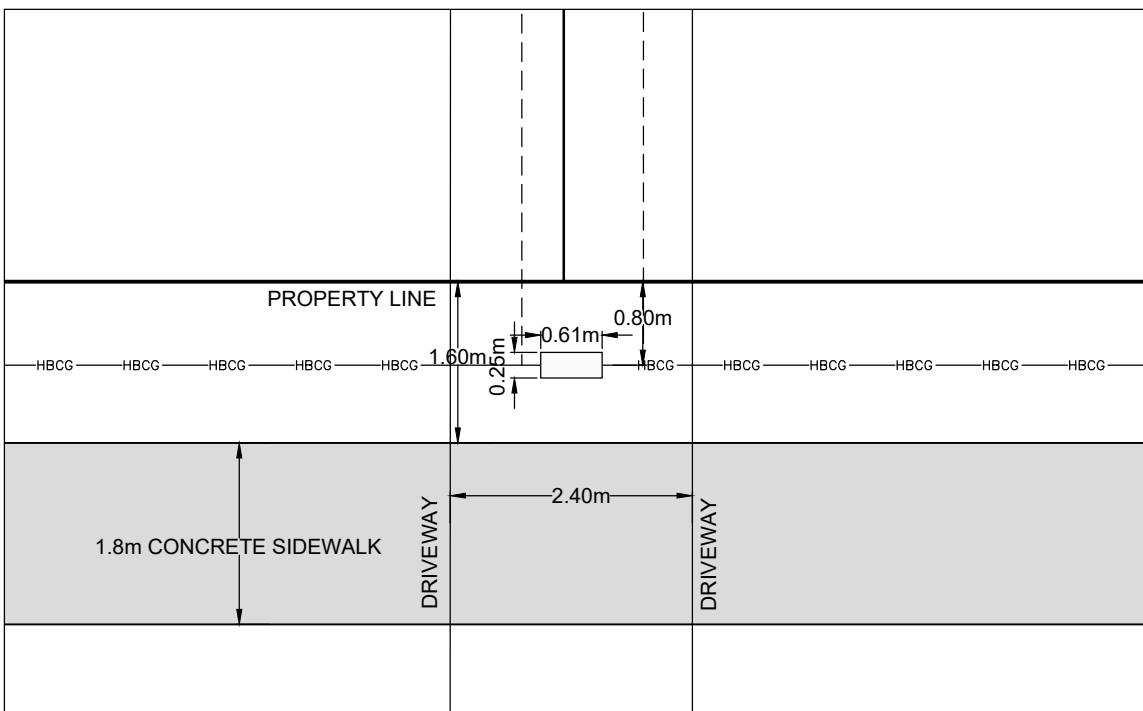 PROPERTY LINE
0.80m
0.61m
1.60m
0.25m
HBCG HBCG HBCG HBCG HBCG HBCG HBCG HBCG HBCG HBCG HBCG
2.40m
DRIVEWAY
DRIVEWAY
1.8m CONCRETE SIDEWALK